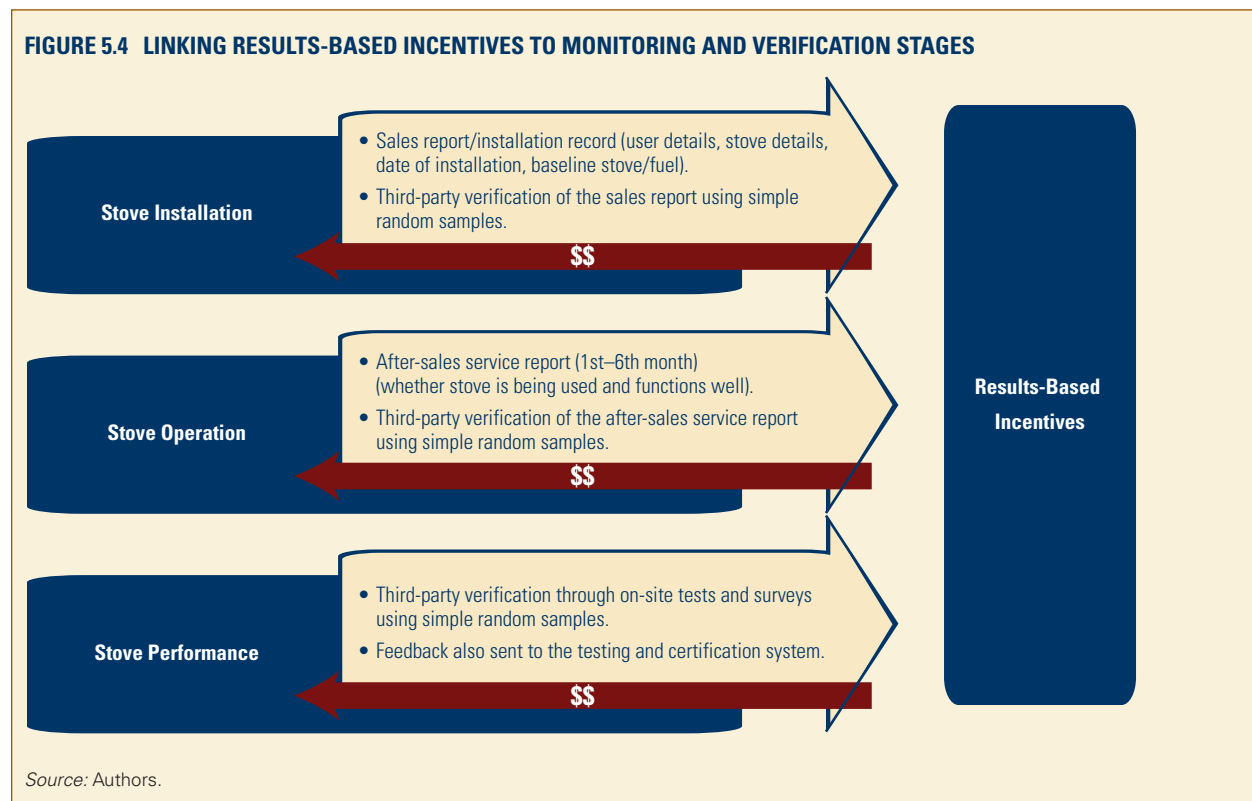 FIGURE 5.4 LINKING RESULTS-BASED INCENTIVES TO MONITORING AND VERIFICATION STAGES
Stove Installation
• Sales report/installation record (user details, stove details,
date of installation, baseline stove/fuel).
• Third-party verification of the sales report using simple
random samples.
$$
Stove Operation
• After-sales service report (1st–6th month)
(whether stove is being used and functions well).
• Third-party verification of the after-sales service report
using simple random samples.
$$
Stove Performance
• Third-party verification through on-site tests and surveys
using simple random samples.
• Feedback also sent to the testing and certification system.
$$
Results-Based
Incentives
Source: Authors.